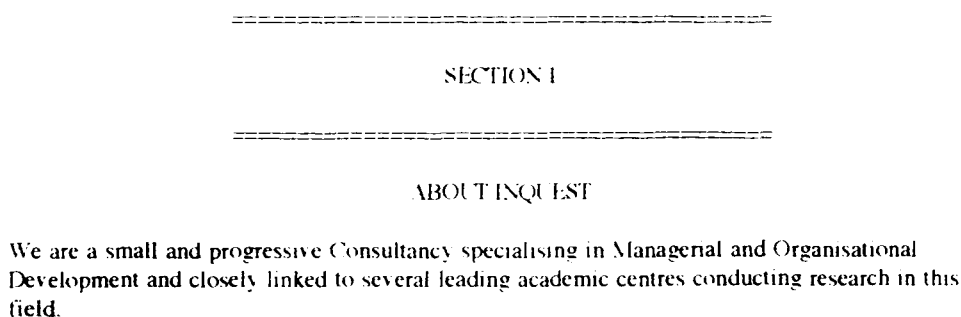 ==============================
SECTION 1
==============================
ABOUT INQUEST
We are a small and progressive Consultancy specialising in Managerial and Organisational
Development and closely linked to several leading academic centres conducting research in this
field.